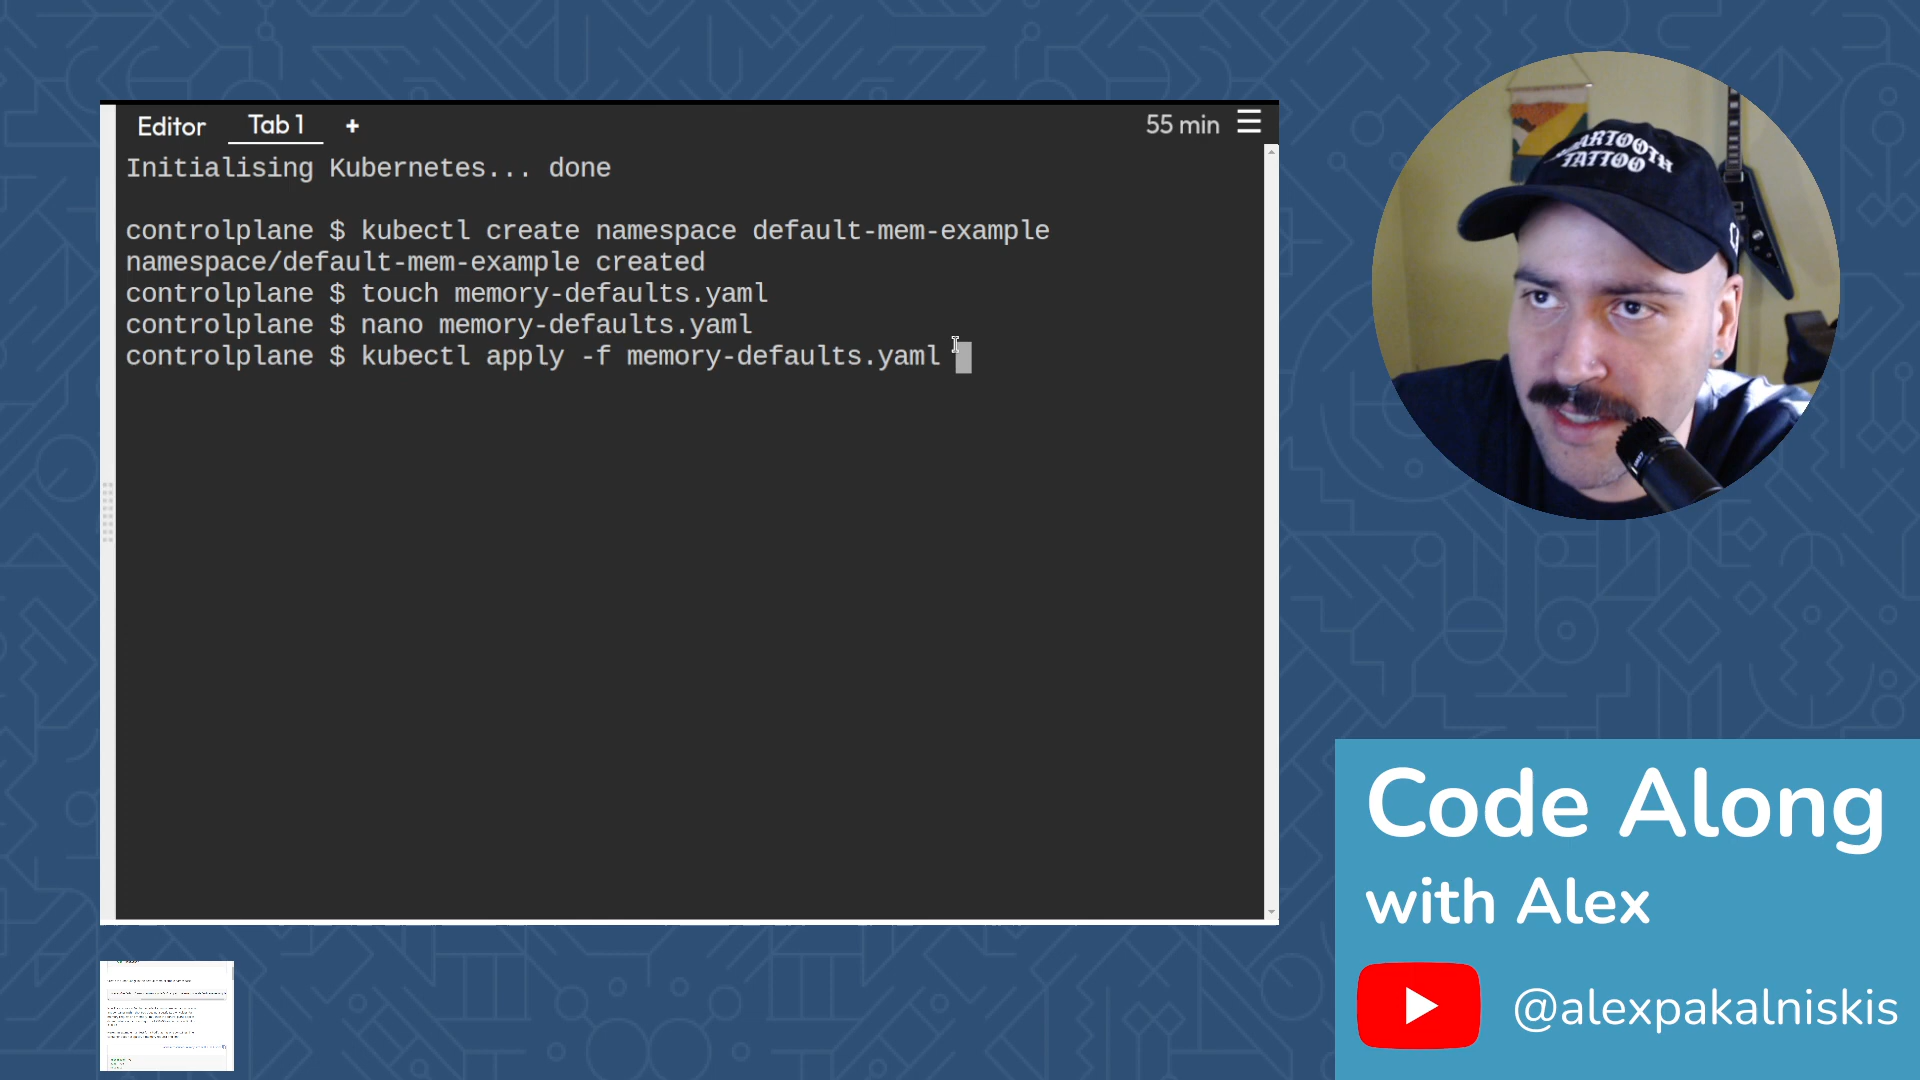 Editor
Tab 1
+
55 min
Initialising Kubernetes... done
controlplane $ kubectl create namespace default-mem-example
namespace/default-mem-example created
controlplane $ touch memory-defaults.yaml
controlplane $ nano memory-defaults.yaml
controlplane $ kubectl apply -f memory-defaults.yaml
TATTOO
Code Along
with Alex
@alexpakalniskis